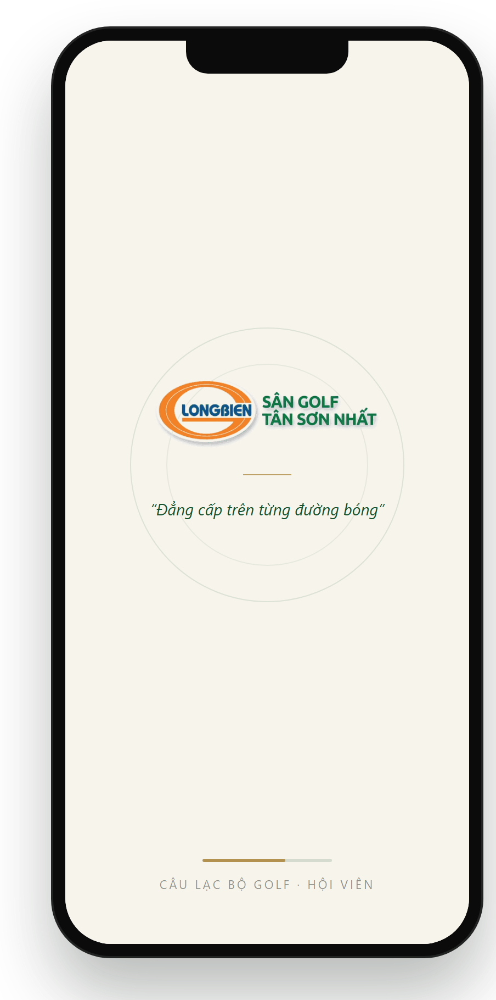 LONGBIEN
SÂN GOLF
TÂN SƠN NHẤT
“Đẳng cấp trên từng đường bóng”
CÂU LẠC BỘ GOLF · HỘI VIÊN